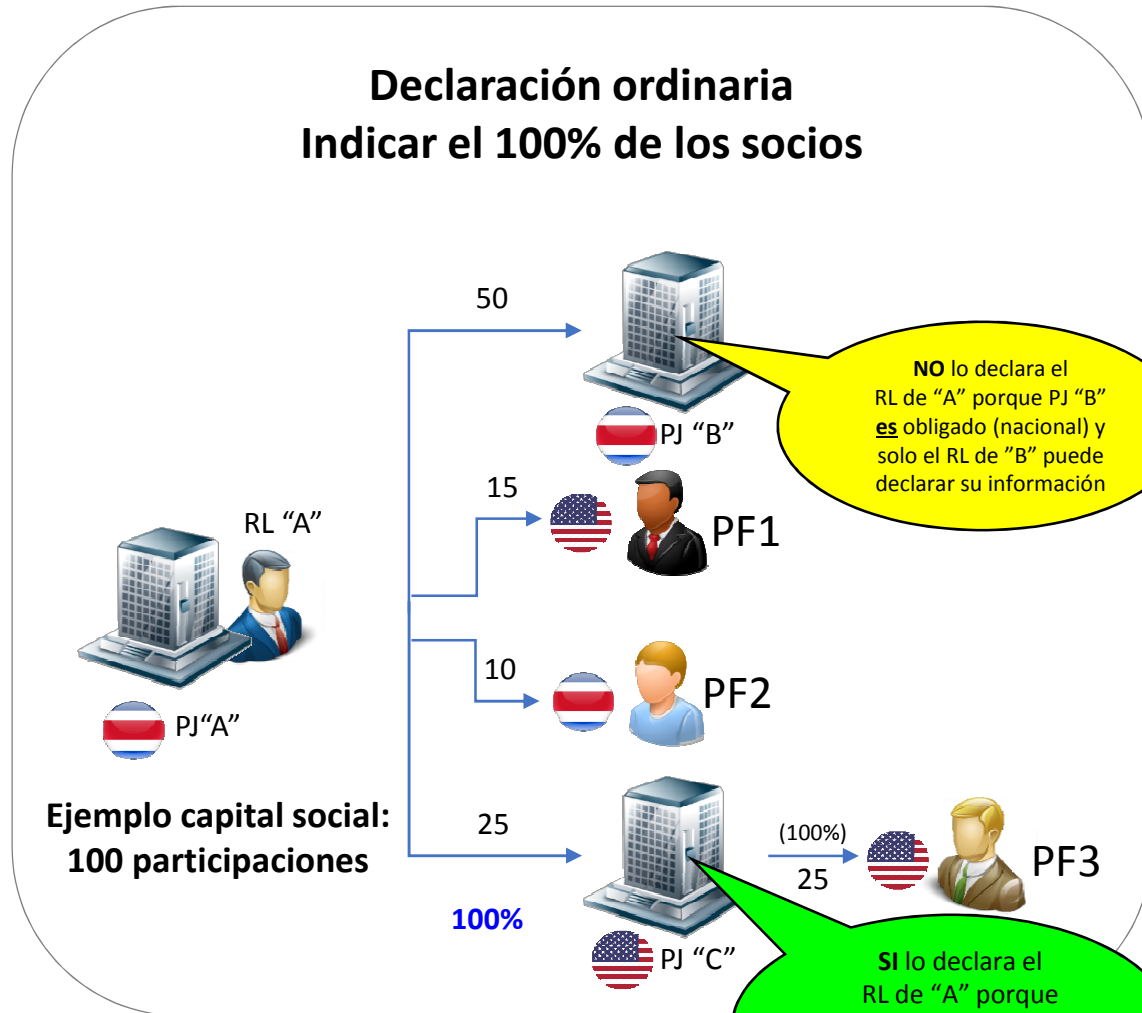 Declaración ordinaria
Indicar el 100% de los socios
50
NO lo declara el
RL de “A” porque PJ “B”
es obligado (nacional) y
solo el RL de ”B” puede
declarar su información
PJ “B”
15
PF1
RL “A”
10
PF2
PJ“A”
Ejemplo capital social:
100 participaciones
25
(100%)
25
PF3
100%
PJ “C”
SI lo declara el
RL de “A” porque